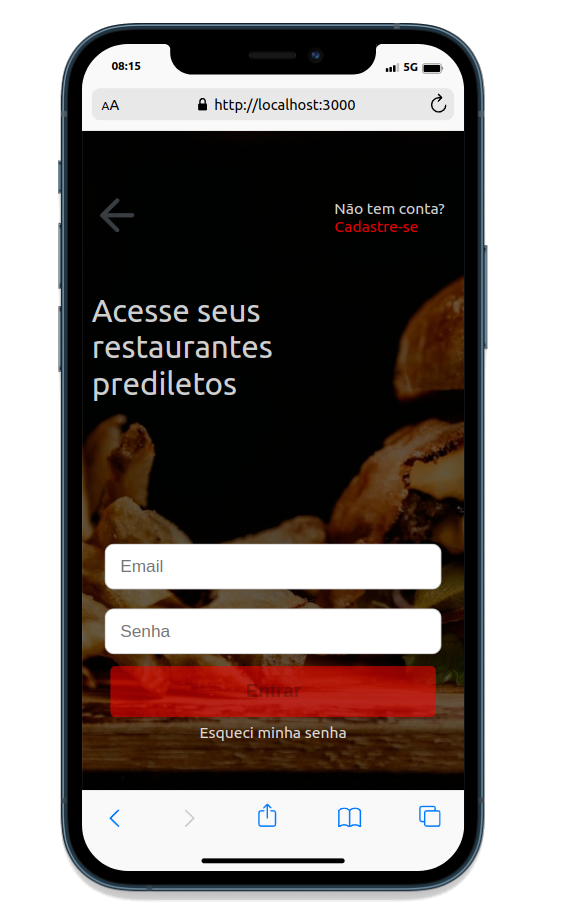 08:15
5G
AA
http://localhost:3000
Não tem conta?
Cadastre-se
Acesse seus
restaurantes
prediletos
Email
Senha
Entrar
Esqueci minha senha